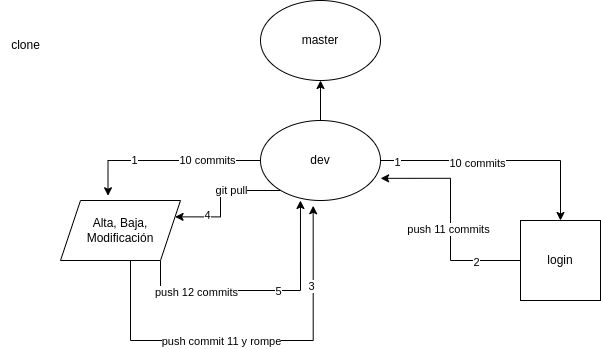 master
clone
dev
1
10 commits
1
10 commits
git pull
4
Alta, Baja,
Modificación
push 11 commits
login
2
push 12 commits
5
3
push commit 11 y rompe